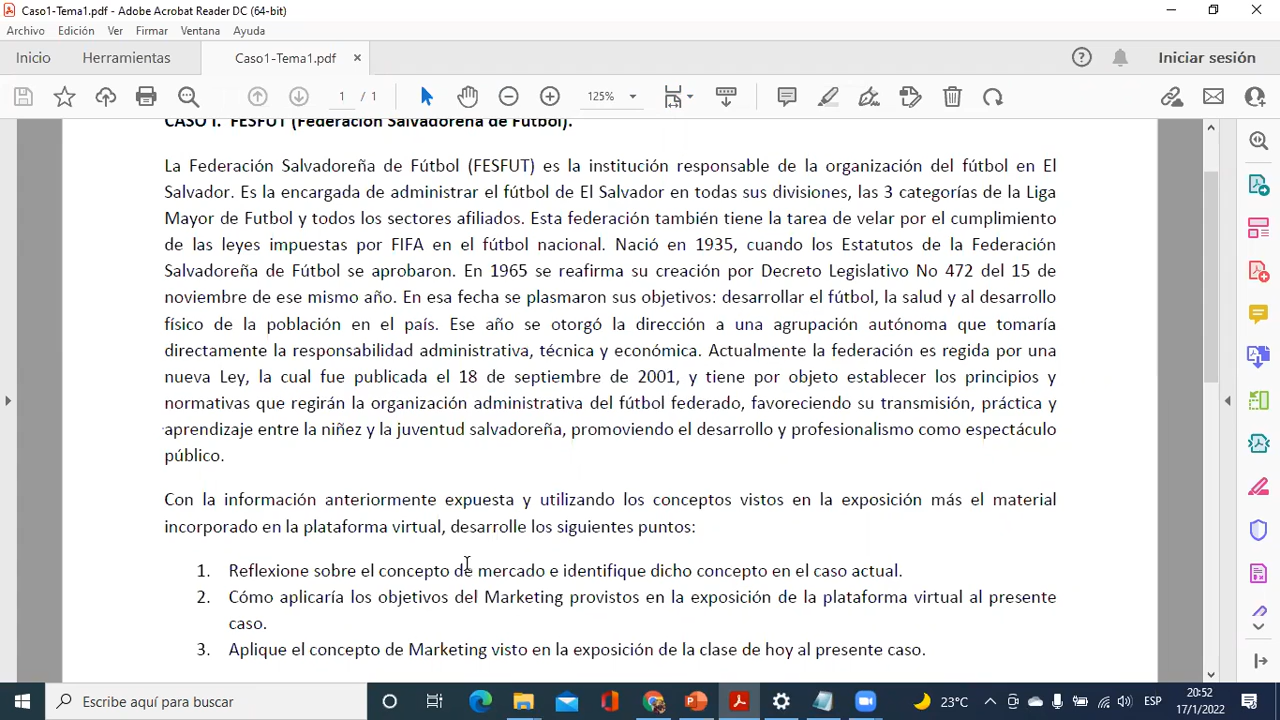 Caso1-Tema1.pdf - Adobe Acrobat Reader DC (64-bit)
Archivo Edición Ver Firmar Ventana Ayuda
Inicio Herramientas Caso1-Tema1.pdf Iniciar sesión
1 / 1 125%
CASO I. FESFUT (Federación Salvadoreña de Futbol).
La Federación Salvadoreña de Fútbol (FESFUT) es la institución responsable de la organización del fútbol en El
Salvador. Es la encargada de administrar el fútbol de El Salvador en todas sus divisiones, las 3 categorías de la Liga
Mayor de Futbol y todos los sectores afiliados. Esta federación también tiene la tarea de velar por el cumplimiento
de las leyes impuestas por FIFA en el fútbol nacional. Nació en 1935, cuando los Estatutos de la Federación
Salvadoreña de Fútbol se aprobaron. En 1965 se reafirma su creación por Decreto Legislativo No 472 del 15 de
noviembre de ese mismo año. En esa fecha se plasmaron sus objetivos: desarrollar el fútbol, la salud y al desarrollo
físico de la población en el país. Ese año se otorgó la dirección a una agrupación autónoma que tomaría
directamente la responsabilidad administrativa, técnica y económica. Actualmente la federación es regida por una
nueva Ley, la cual fue publicada el 18 de septiembre de 2001, y tiene por objeto establecer los principios y
normativas que regirán la organización administrativa del fútbol federado, favoreciendo su transmisión, práctica y
aprendizaje entre la niñez y la juventud salvadoreña, promoviendo el desarrollo y profesionalismo como espectáculo
público.
Con la información anteriormente expuesta y utilizando los conceptos vistos en la exposición más el material
incorporado en la plataforma virtual, desarrolle los siguientes puntos:
1. Reflexione sobre el concepto de mercado e identifique dicho concepto en el caso actual.
2. Cómo aplicaría los objetivos del Marketing provistos en la exposición de la plataforma virtual al presente
caso.
3. Aplique el concepto de Marketing visto en la exposición de la clase de hoy al presente caso.
Escribe aquí para buscar
23°C ESP 20:52
17/1/2022